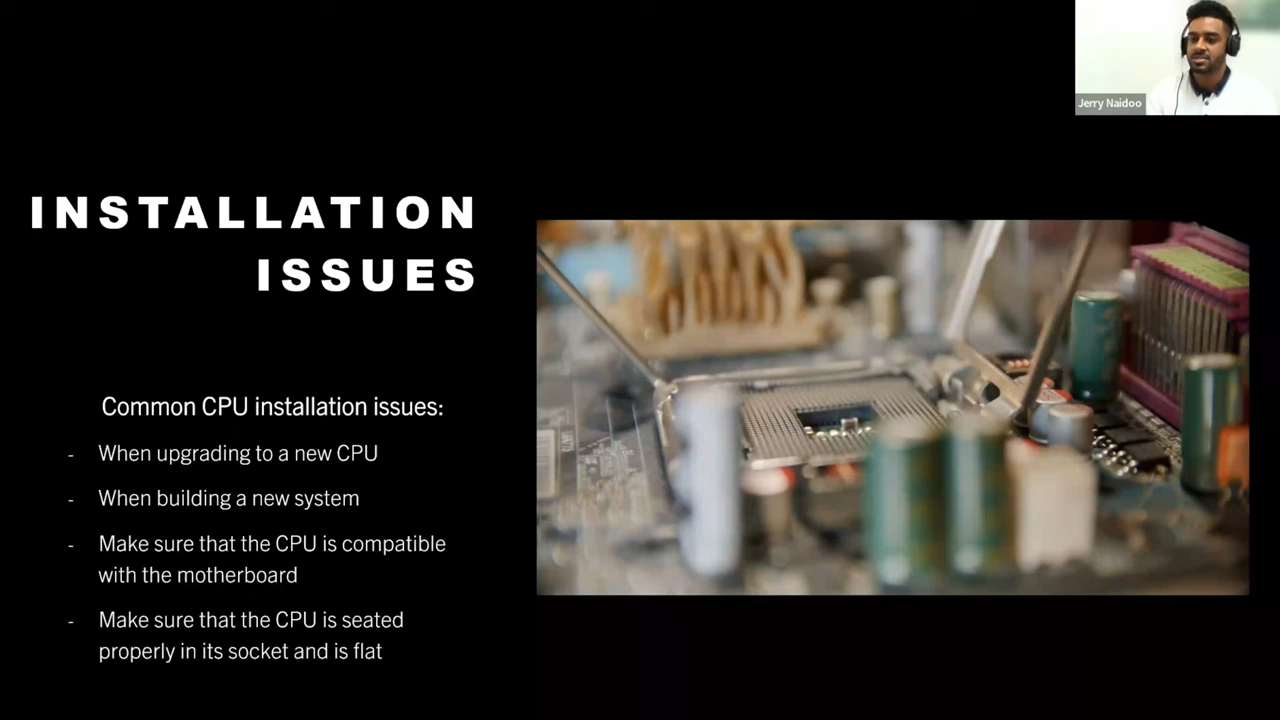 Jerry Naidoo
INSTALLATION
ISSUES
Common CPU installation issues:
- When upgrading to a new CPU
- When building a new system
- Make sure that the CPU is compatible
with the motherboard
- Make sure that the CPU is seated
properly in its socket and is flat